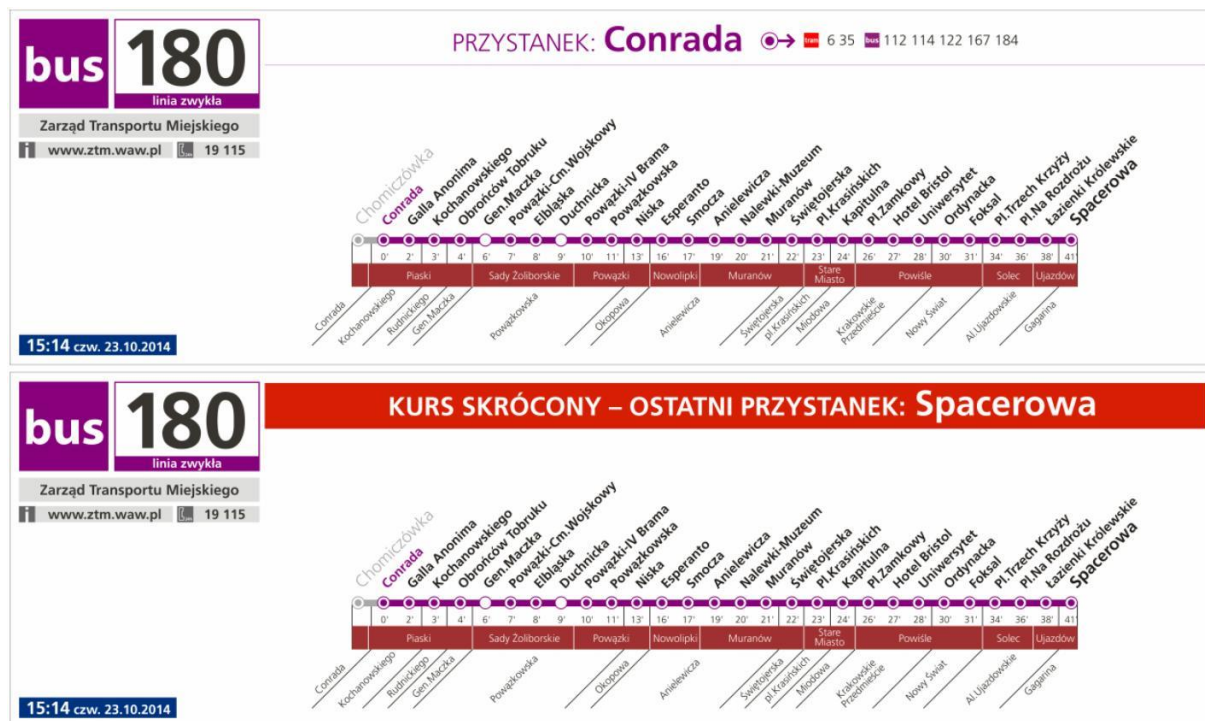 bus 180
linia zwykła
Zarząd Transportu Miejskiego
i www.ztm.waw.pl 19 115
PRZYSTANEK: Conrada tram 6 35 bus 112 114 122 167 184
Chomiczówka
Conrada
Galla Anonima
Kochanowskiego
Obrońców Tobruku
Gen.Maczka
Powązki-Cm.Wojskowy
Elbląska
Duchnicka
Powązki-IV Brama
Powązkowska
Niska
Esperanto
Smocza
Anielewicza
Nalewki-Muzeum
Muranów
Świętojerska
Pl.Krasińskich
Kapitulna
Pl.Zamkowy
Hotel Bristol
Uniwersytet
Ordynacka
Foksal
Pl.Trzech Krzyży
Pl.Na Rozdrożu
Łazienki Królewskie
Spacerowa
0' 2' 3' 4' 6' 7' 8' 9' 10' 11' 13' 16' 17' 19' 20' 21' 22' 23' 24' 26' 27' 28' 30' 31' 34' 36' 38' 41'
Piaski Sady Żoliborskie Powązki Nowolipki Muranów Stare Miasto Powiśle Solec Ujazdów
Conrada
Kochanowskiego
Rudnickiego
Gen.Maczka
Powązkowska
Okopowa
Anielewicza
Świętojerska
pl.Krasińskich
Miodowa
Krakowskie Przedmieście
Nowy Świat
Al.Ujazdowskie
Gagarina
15:14 czw. 23.10.2014
bus 180
linia zwykła
Zarząd Transportu Miejskiego
i www.ztm.waw.pl 19 115
KURS SKRÓCONY – OSTATNI PRZYSTANEK: Spacerowa
Chomiczówka
Conrada
Galla Anonima
Kochanowskiego
Obrońców Tobruku
Gen.Maczka
Powązki-Cm.Wojskowy
Elbląska
Duchnicka
Powązki-IV Brama
Powązkowska
Niska
Esperanto
Smocza
Anielewicza
Nalewki-Muzeum
Muranów
Świętojerska
Pl.Krasińskich
Kapitulna
Pl.Zamkowy
Hotel Bristol
Uniwersytet
Ordynacka
Foksal
Pl.Trzech Krzyży
Pl.Na Rozdrożu
Łazienki Królewskie
Spacerowa
0' 2' 3' 4' 6' 7' 8' 9' 10' 11' 13' 16' 17' 19' 20' 21' 22' 23' 24' 26' 27' 28' 30' 31' 34' 36' 38' 41'
Piaski Sady Żoliborskie Powązki Nowolipki Muranów Stare Miasto Powiśle Solec Ujazdów
Conrada
Kochanowskiego
Rudnickiego
Gen.Maczka
Powązkowska
Okopowa
Anielewicza
Świętojerska
pl.Krasińskich
Miodowa
Krakowskie Przedmieście
Nowy Świat
Al.Ujazdowskie
Gagarina
15:14 czw. 23.10.2014